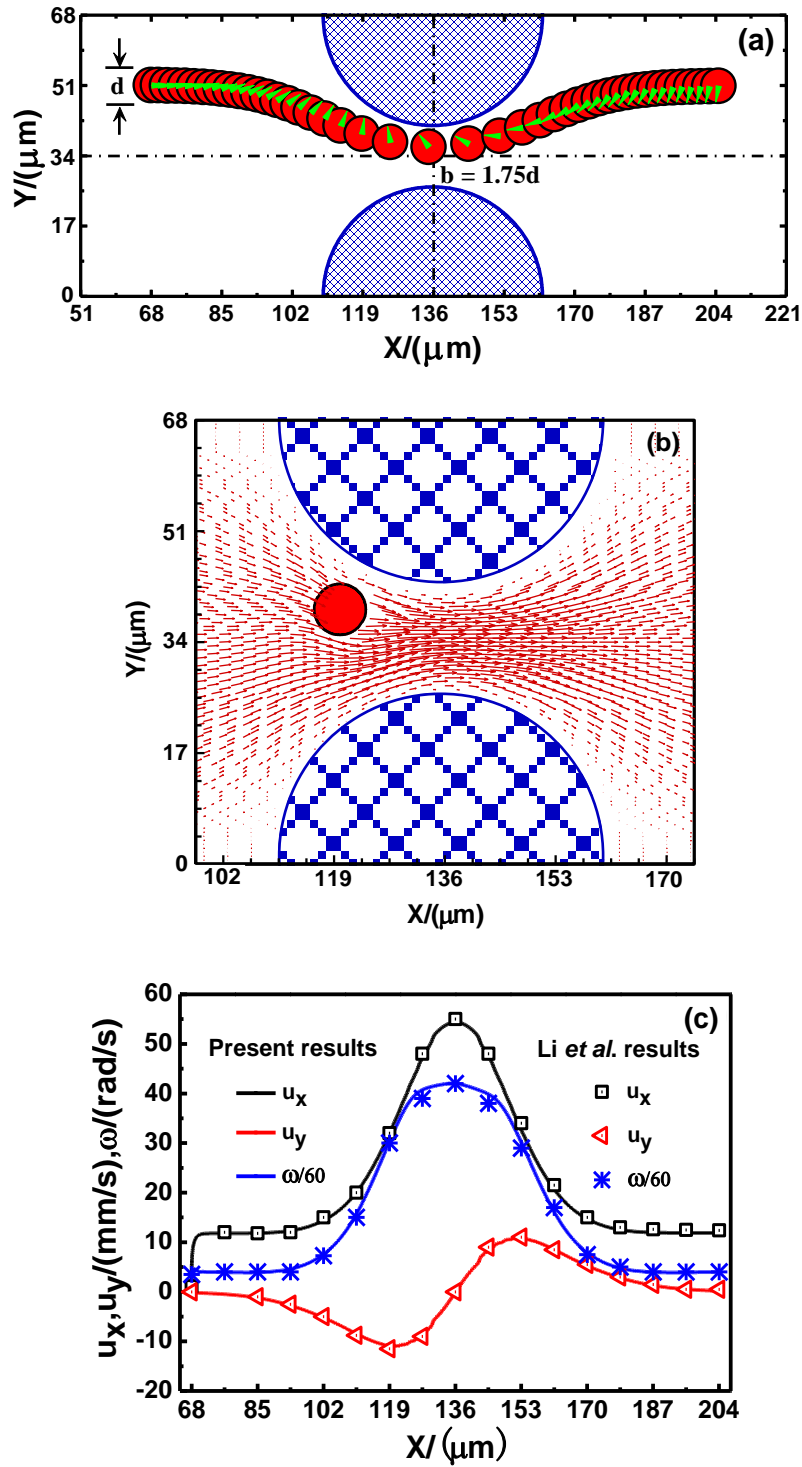 (a)
68
51
34
17
0
Y/(μm)
d
b = 1.75d
51 68 85 102 119 136 153 170 187 204 221
X/(μm)
(b)
68
51
34
17
0
Y/(μm)
102 119 136 153 170
X/(μm)
(c)
60
50
40
30
20
10
0
-10
-20
u_x,u_y/(mm/s),ω/(rad/s)
Present results
u_x
u_y
ω/60
Li et al. results
u_x
u_y
ω/60
68 85 102 119 136 153 170 187 204
X/(μm)